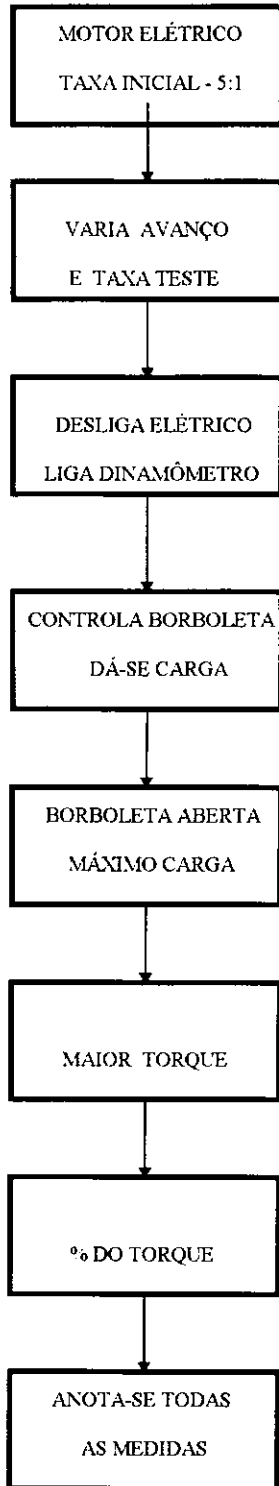 MOTOR ELÉTRICO
TAXA INICIAL - 5:1
VARIA AVANÇO
E TAXA TESTE
DESLIGA ELÉTRICO
LIGA DINAMÔMETRO
CONTROLA BORBOLETA
DÁ-SE CARGA
BORBOLETA ABERTA
MÁXIMO CARGA
MAIOR TORQUE
% DO TORQUE
ANOTA-SE TODAS
AS MEDIDAS